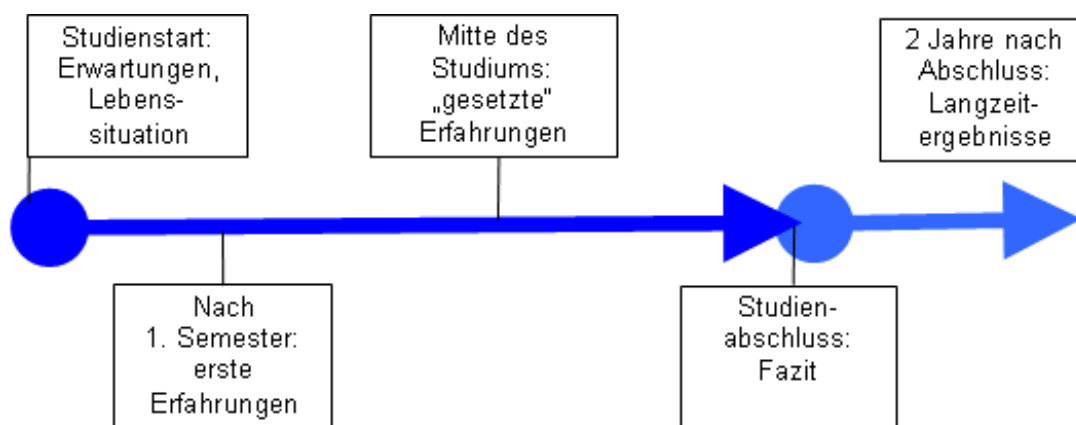 Studienstart:
Erwartungen,
Lebens-
situation
Mitte des
Studiums:
„gesetzte“
Erfahrungen
2 Jahre nach
Abschluss:
Langzeit-
ergebnisse
Nach
1. Semester:
erste
Erfahrungen
Studien-
abschluss:
Fazit